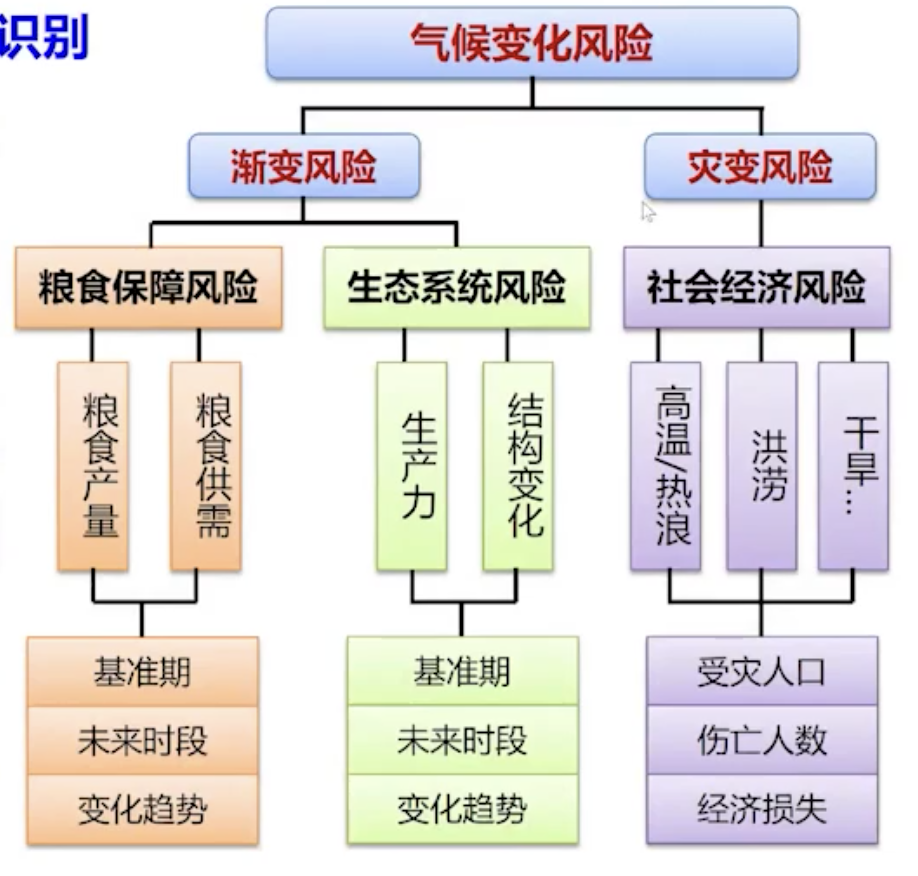 识别
气候变化风险
渐变风险
灾变风险
粮食保障风险
生态系统风险
社会经济风险
粮食产量
粮食供需
生产力
结构变化
高温/热浪
洪涝
干旱...
基准期
未来时段
变化趋势
基准期
未来时段
变化趋势
受灾人口
伤亡人数
经济损失